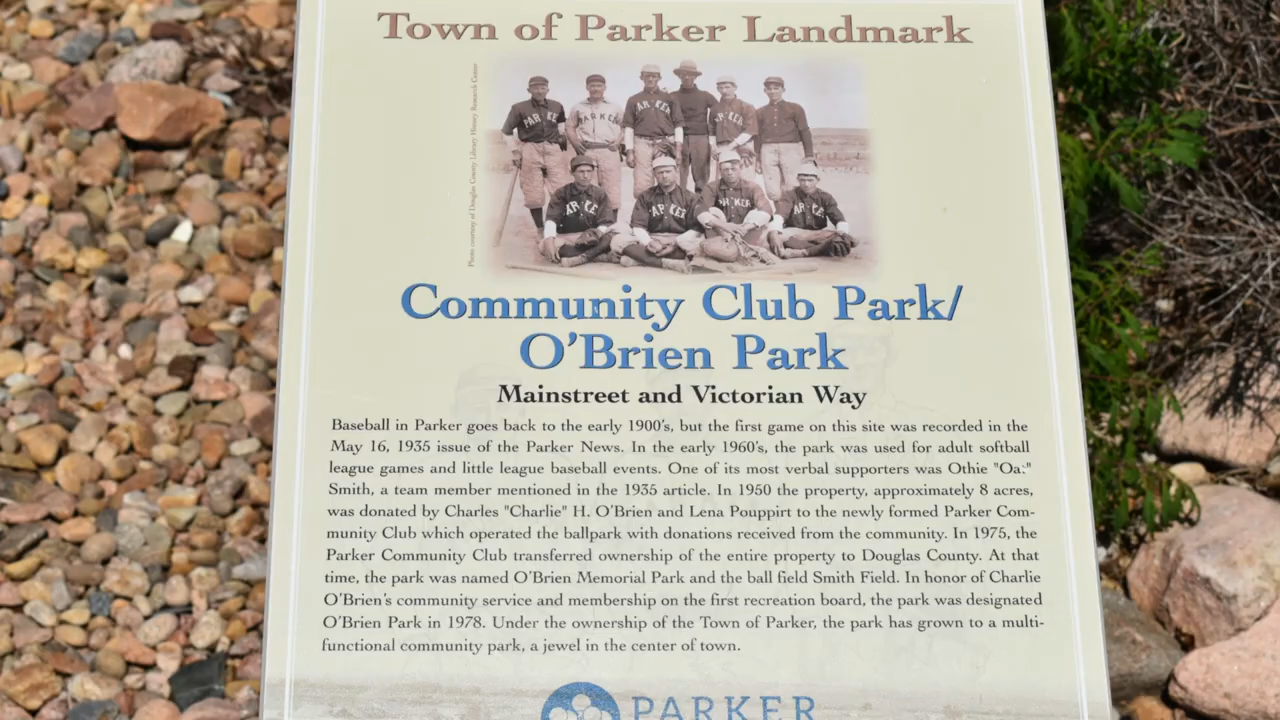 Town of Parker Landmark
Photo courtesy of Douglas County Library History Research Center
PARKER
PARKER
PARKER
PARKER
PARKER
PARKER
PARKER
PARKER
Community Club Park/
O'Brien Park
Mainstreet and Victorian Way
Baseball in Parker goes back to the early 1900's, but the first game on this site was recorded in the
May 16, 1935 issue of the Parker News. In the early 1960's, the park was used for adult softball
league games and little league baseball events. One of its most verbal supporters was Othie "Oa:"
Smith, a team member mentioned in the 1935 article. In 1950 the property, approximately 8 acres,
was donated by Charles "Charlie" H. O'Brien and Lena Pouppirt to the newly formed Parker Com-
munity Club which operated the ballpark with donations received from the community. In 1975, the
Parker Community Club transferred ownership of the entire property to Douglas County. At that
time, the park was named O'Brien Memorial Park and the ball field Smith Field. In honor of Charlie
O'Brien's community service and membership on the first recreation board, the park was designated
O'Brien Park in 1978. Under the ownership of the Town of Parker, the park has grown to a multi-
functional community park, a jewel in the center of town.
PARKER